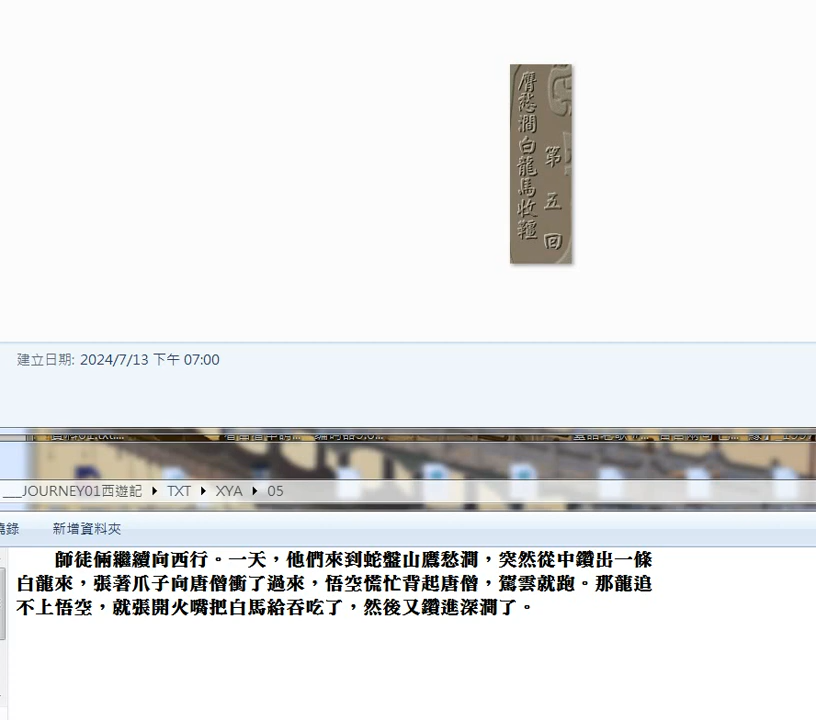 第五回
鷹愁澗白龍馬收韁
建立日期: 2024/7/13 下午 07:00
___JOURNEY01西遊記 ▸ TXT ▸ XYA ▸ 05
燒錄 新增資料夾
師徒倆繼續向西行。一天，他們來到蛇盤山鷹愁澗，突然從中鑽出一條
白龍來，張著爪子向唐僧衝了過來，悟空慌忙背起唐僧，駕雲就跑。那龍追
不上悟空，就張開火嘴把白馬給吞吃了，然後又鑽進深澗了。